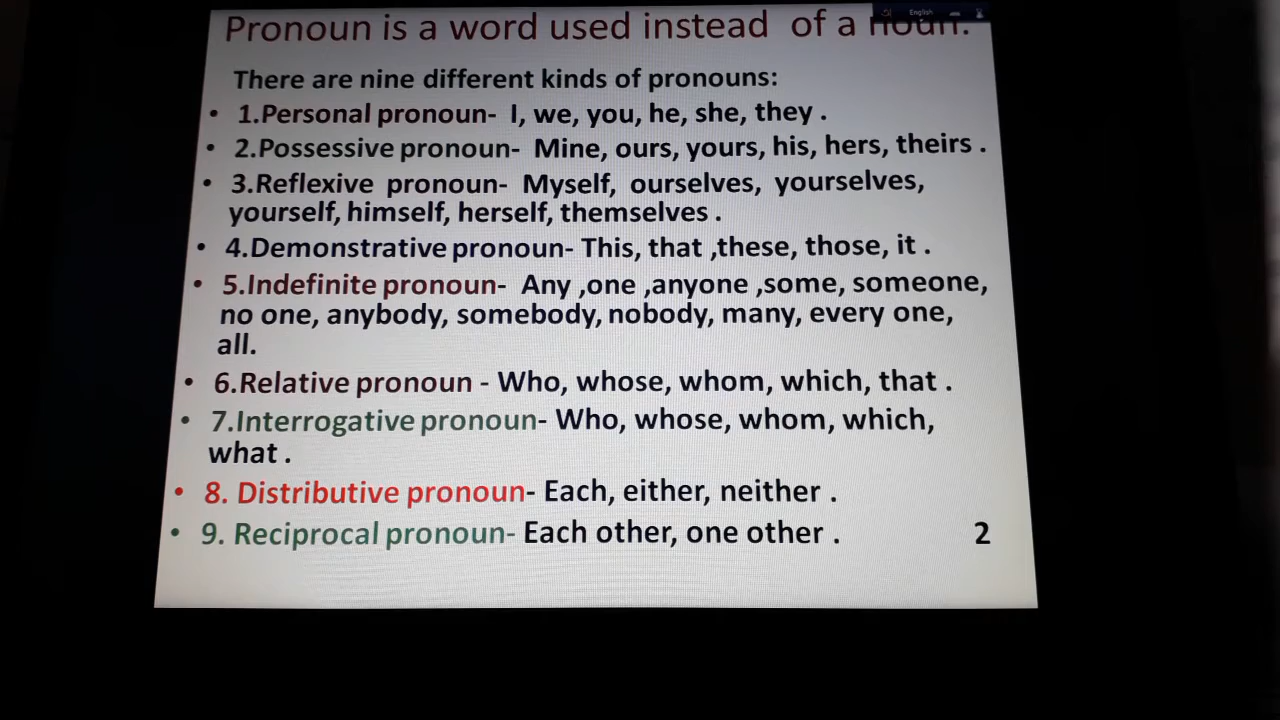 Pronoun is a word used instead of a noun.
English
There are nine different kinds of pronouns:
• 1.Personal pronoun- I, we, you, he, she, they .
• 2.Possessive pronoun- Mine, ours, yours, his, hers, theirs .
• 3.Reflexive pronoun- Myself, ourselves, yourselves,
yourself, himself, herself, themselves .
• 4.Demonstrative pronoun- This, that ,these, those, it .
• 5.Indefinite pronoun- Any ,one ,anyone ,some, someone,
no one, anybody, somebody, nobody, many, every one,
all.
• 6.Relative pronoun - Who, whose, whom, which, that .
• 7.Interrogative pronoun- Who, whose, whom, which,
what .
• 8. Distributive pronoun- Each, either, neither .
• 9. Reciprocal pronoun- Each other, one other .
2